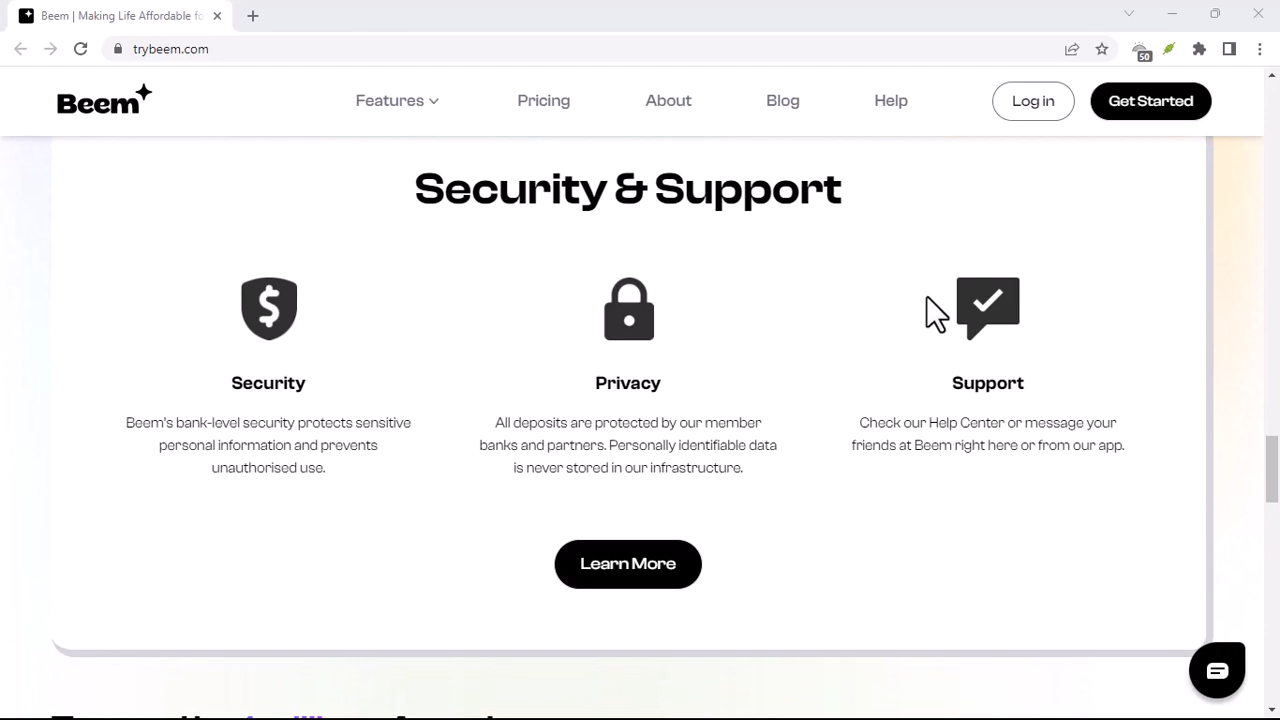 Beem | Making Life Affordable fo
trybeem.com
50
Beem
Features
Pricing
About
Blog
Help
Log in
Get Started
Security & Support
Security
Privacy
Support
Beem's bank-level security protects sensitive
personal information and prevents
unauthorised use.
All deposits are protected by our member
banks and partners. Personally identifiable data
is never stored in our infrastructure.
Check our Help Center or message your
friends at Beem right here or from our app.
Learn More